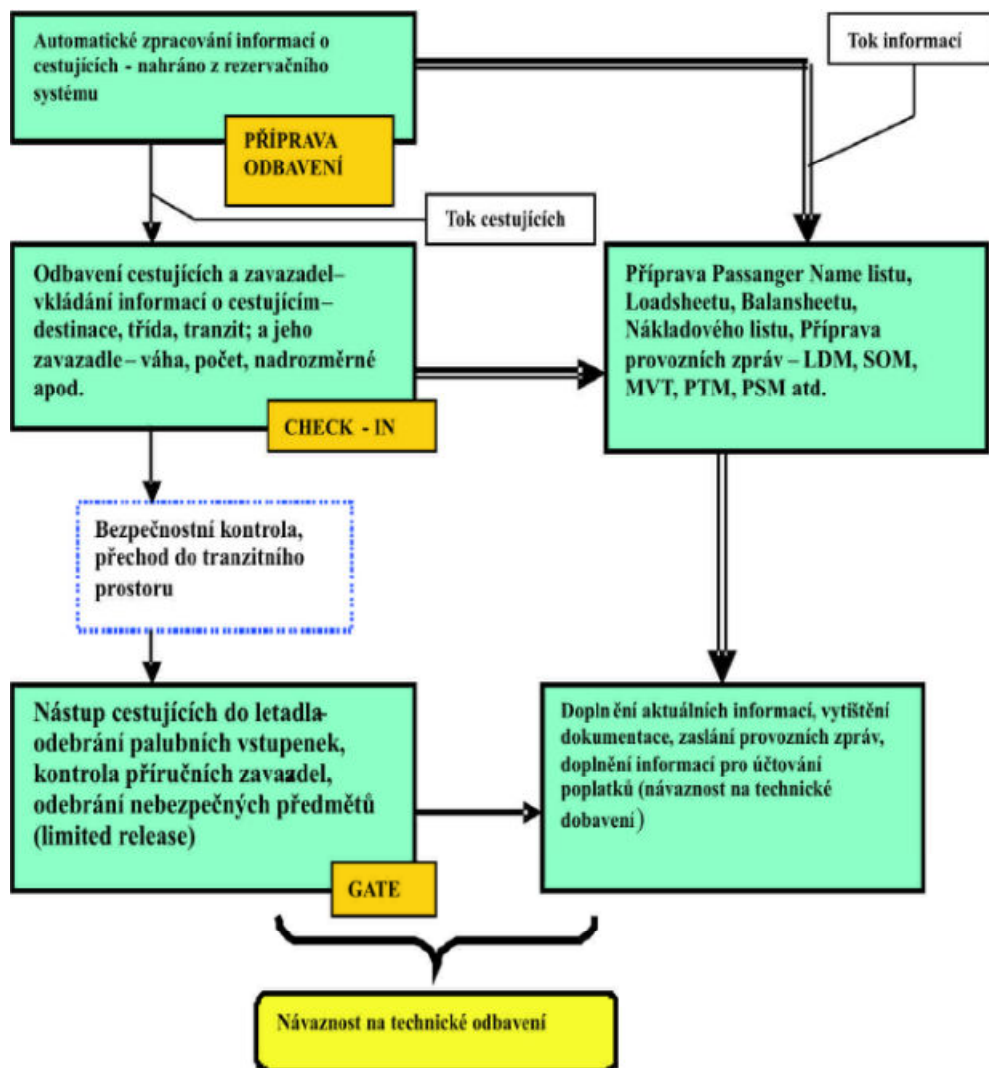 Automatické zpracování informací o
cestujících - nahráno z rezervačního
systému
PŘÍPRAVA
ODBAVENÍ
Tok informací
Tok cestujících
Odbavení cestujících a zavazadel–
vkládání informací o cestujícím–
destinace, třída, tranzit; a jeho
zavazadle – váha, počet, nadrozměrné
apod.
CHECK - IN
Příprava Passanger Name listu,
Loadsheetu, Balansheetu,
Nákladového listu, Příprava
provozních zpráv – LDM, SOM,
MVT, PTM, PSM atd.
Bezpečnostní kontrola,
přechod do tranzitního
prostoru
Nástup cestujících do letadla-
odebrání palubních vstupenek,
kontrola příručních zavaadel,
odebrání nebezpečných předmětů
(limited release)
GATE
Doplnění aktuálních informací, vytištění
dokumentace, zaslání provozních zpráv,
doplnění informací pro účtování
poplatků (návaznost na technické
dobavení)
Návaznost na technické odbavení